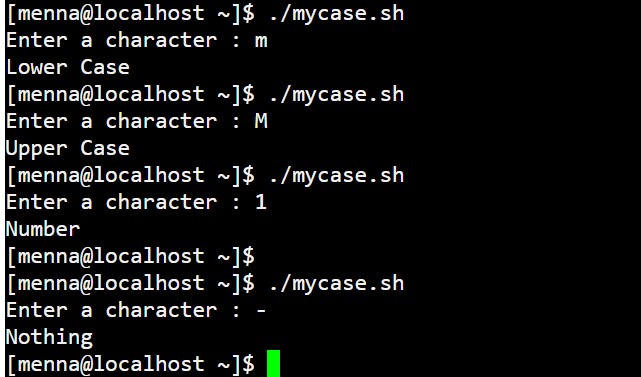 [menna@localhost ~]$ ./mycase.sh
Enter a character : m
Lower Case
[menna@localhost ~]$ ./mycase.sh
Enter a character : M
Upper Case
[menna@localhost ~]$ ./mycase.sh
Enter a character : 1
Number
[menna@localhost ~]$
[menna@localhost ~]$ ./mycase.sh
Enter a character : -
Nothing
[menna@localhost ~]$